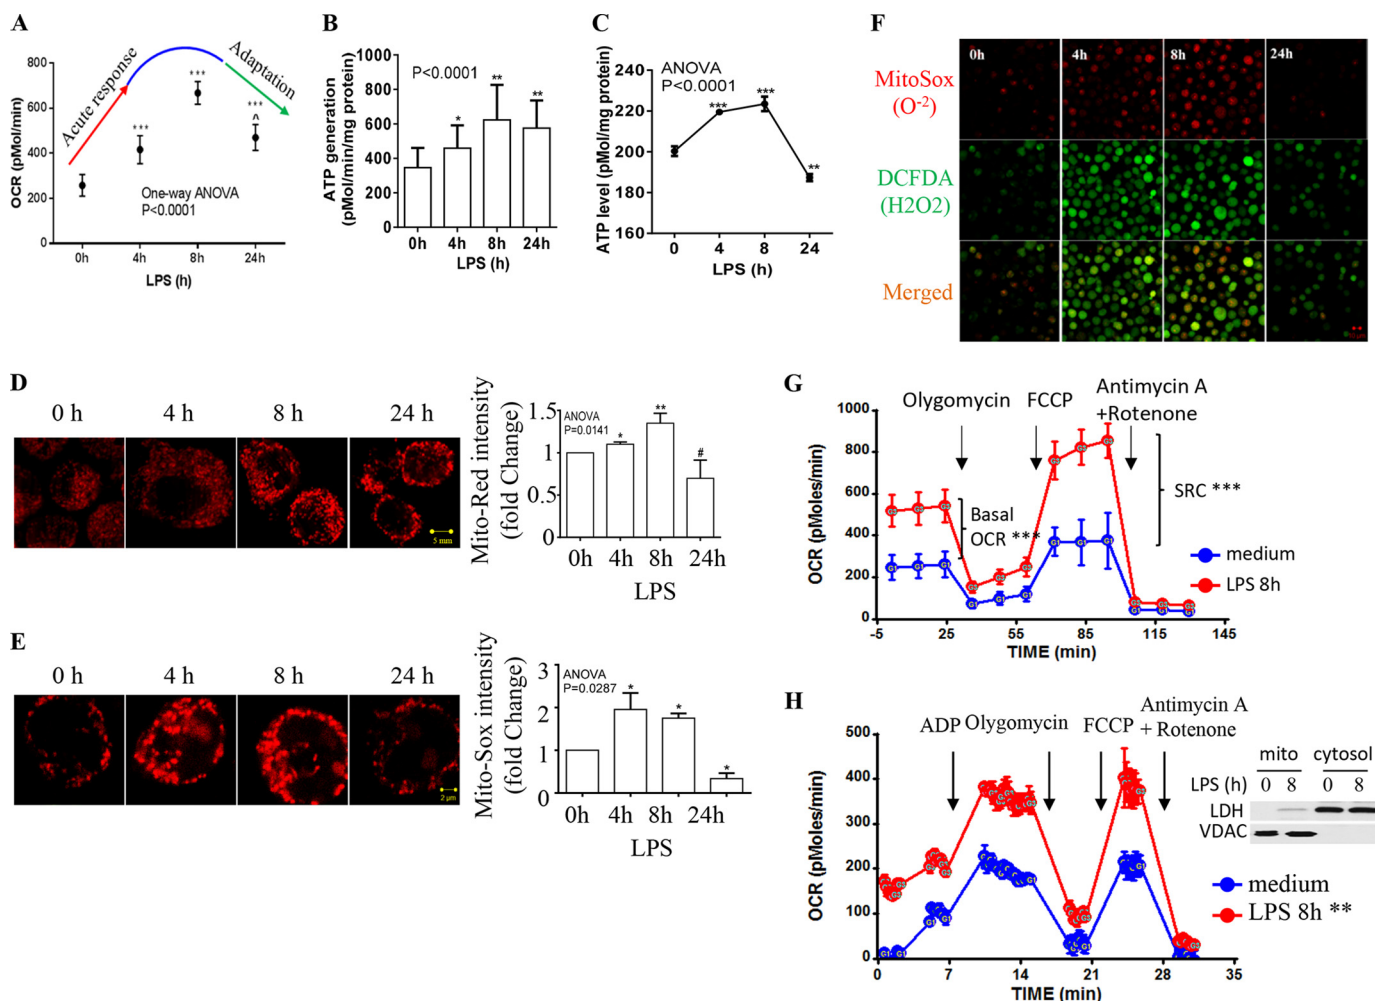 A
Acute response
Adaptation
OCR (pMol/min)
800
600
400
200
0
***
***
***
^
One-way ANOVA
P<0.0001
0h 4h 8h 24h
LPS (h)
B
ATP generation
(pMol/min/mg protein)
1000
800
600
400
200
0
P<0.0001
*
**
**
0h 4h 8h 24h
LPS (h)
C
ATP level (pMol/mg protein)
240
220
200
180
160
ANOVA
P<0.0001
***
***
**
0 4 8 24
LPS (h)
F
0h 4h 8h 24h
MitoSox
(O⁻²)
DCFDA
(H2O2)
Merged
D
0 h 4 h 8 h 24 h
5 mm
Mito-Red intensity
(fold Change)
1.5
1
0.5
0
ANOVA
P=0.0141
*
**
#
0h 4h 8h 24h
LPS
E
0 h 4 h 8 h 24 h
2 µm
Mito-Sox intensity
(fold Change)
3
2
1
0
ANOVA
P=0.0287
*
*
*
0h 4h 8h 24h
LPS
G
Olygomycin
FCCP
Antimycin A
+Rotenone
OCR (pMoles/min)
1000
800
600
400
200
0
Basal
OCR ***
SRC ***
medium
LPS 8h
-5 25 55 85 115 145
TIME (min)
H
ADP Olygomycin
FCCP
Antimycin A
+ Rotenone
OCR (pMoles/min)
500
400
300
200
100
0
0 7 14 21 28 35
TIME (min)
mito cytosol
LPS (h) 0 8 0 8
LDH
VDAC
medium
LPS 8h **